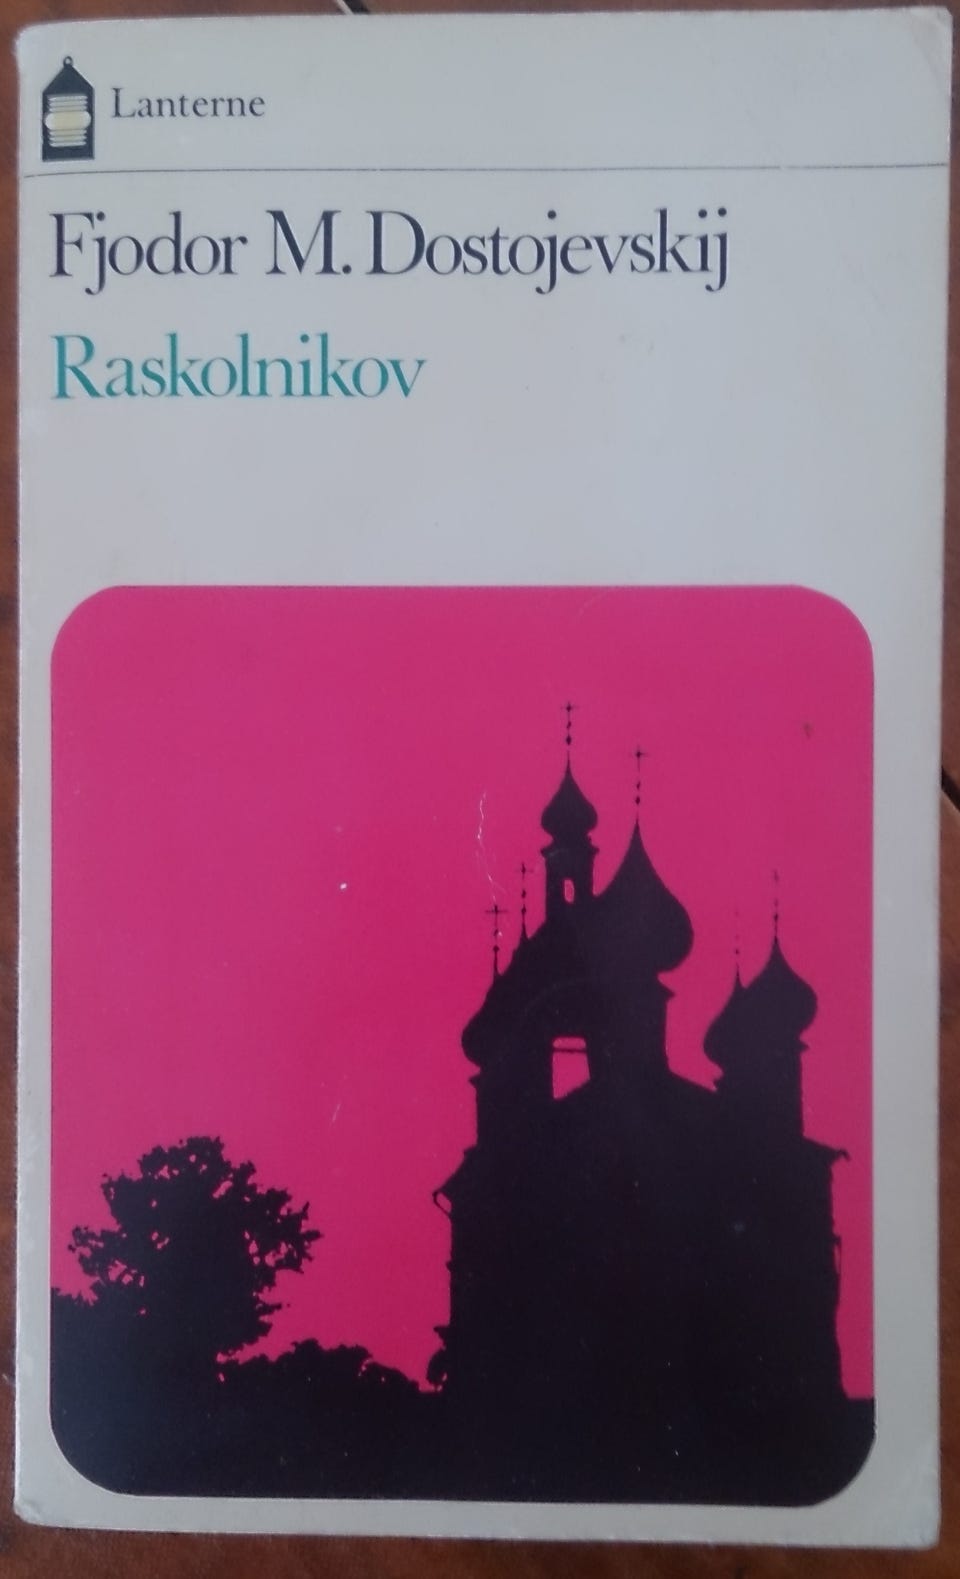 Lanterne
Fjodor M. Dostojevskij
Raskolnikov